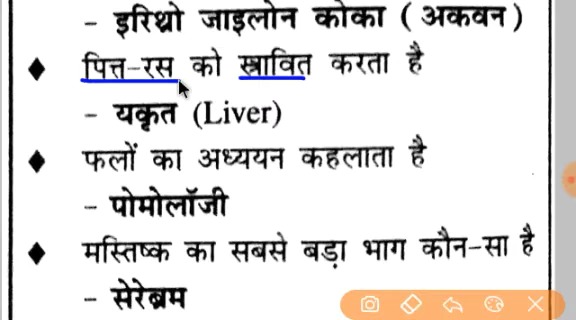 - इरिथ्रो जाइलोन कोका ( अकवन )
♦ पित्त-रस को स्त्रावित करता है
- यकृत (Liver)
♦ फलों का अध्ययन कहलाता है
- पोमोलॉजी
♦ मस्तिष्क का सबसे बड़ा भाग कौन-सा है
- सेरेब्रम